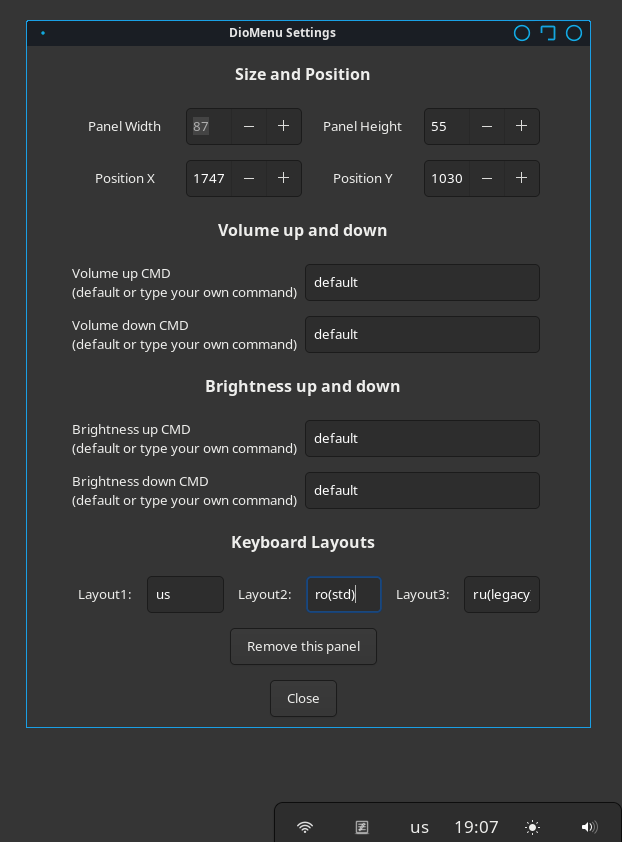 DioMenu Settings
Size and Position
Panel Width 87 − + Panel Height 55 − +
Position X 1747 − + Position Y 1030 − +
Volume up and down
Volume up CMD
(default or type your own command) default
Volume down CMD
(default or type your own command) default
Brightness up and down
Brightness up CMD
(default or type your own command) default
Brightness down CMD
(default or type your own command) default
Keyboard Layouts
Layout1: us Layout2: ro(std) Layout3: ru(legacy
Remove this panel
Close
us 19:07